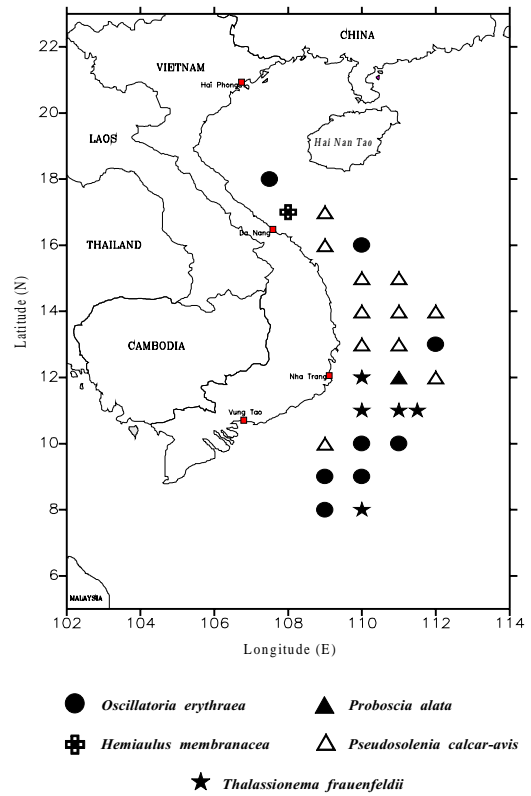 22
CHINA
VIETNAM
Hai Phong
20
LAOS
Hai Nan Tao
18
Da Nang
16
THAILAND
Latitude (N)
14
CAMBODIA
12
Nha Trang
Vung Tao
10
8
6
MALAYSIA
102 104 106 108 110 112 114
Longitude (E)
Oscillatoria erythraea
Proboscia alata
Hemiaulus membranacea
Pseudosolenia calcar-avis
Thalassionema frauenfeldii